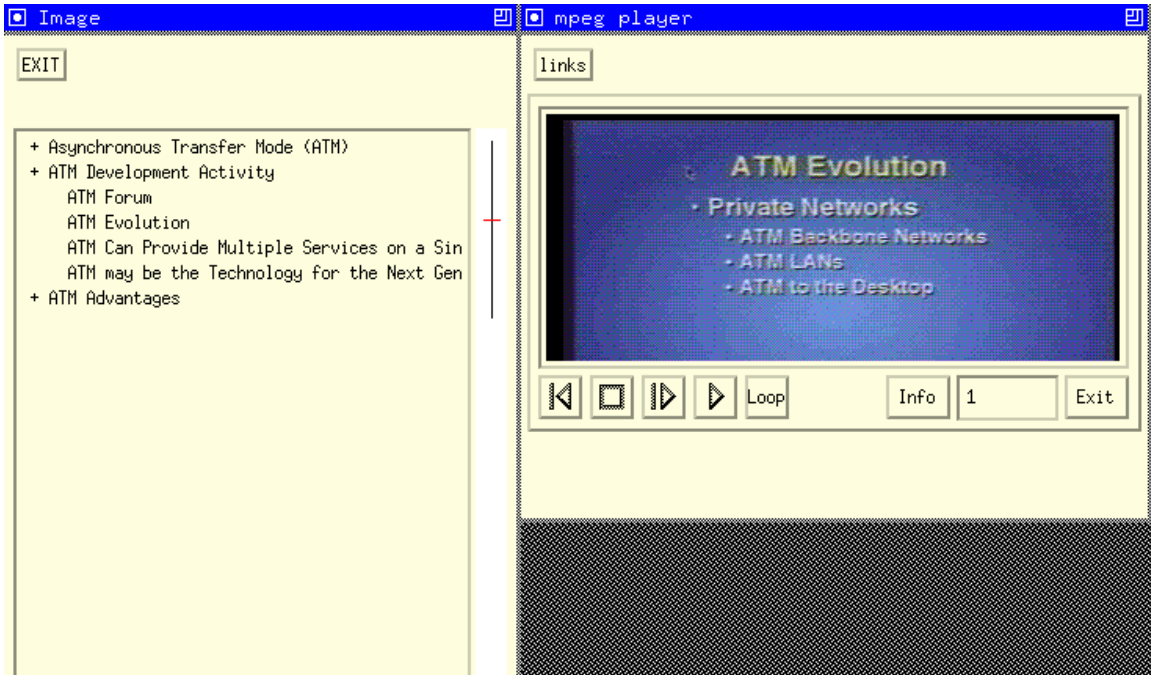 Image
EXIT
+ Asynchronous Transfer Mode (ATM)
+ ATM Development Activity
ATM Forum
ATM Evolution
ATM Can Provide Multiple Services on a Sin
ATM may be the Technology for the Next Gen
+ ATM Advantages
mpeg player
links
ATM Evolution
• Private Networks
• ATM Backbone Networks
• ATM LANs
• ATM to the Desktop
Loop
Info
1
Exit